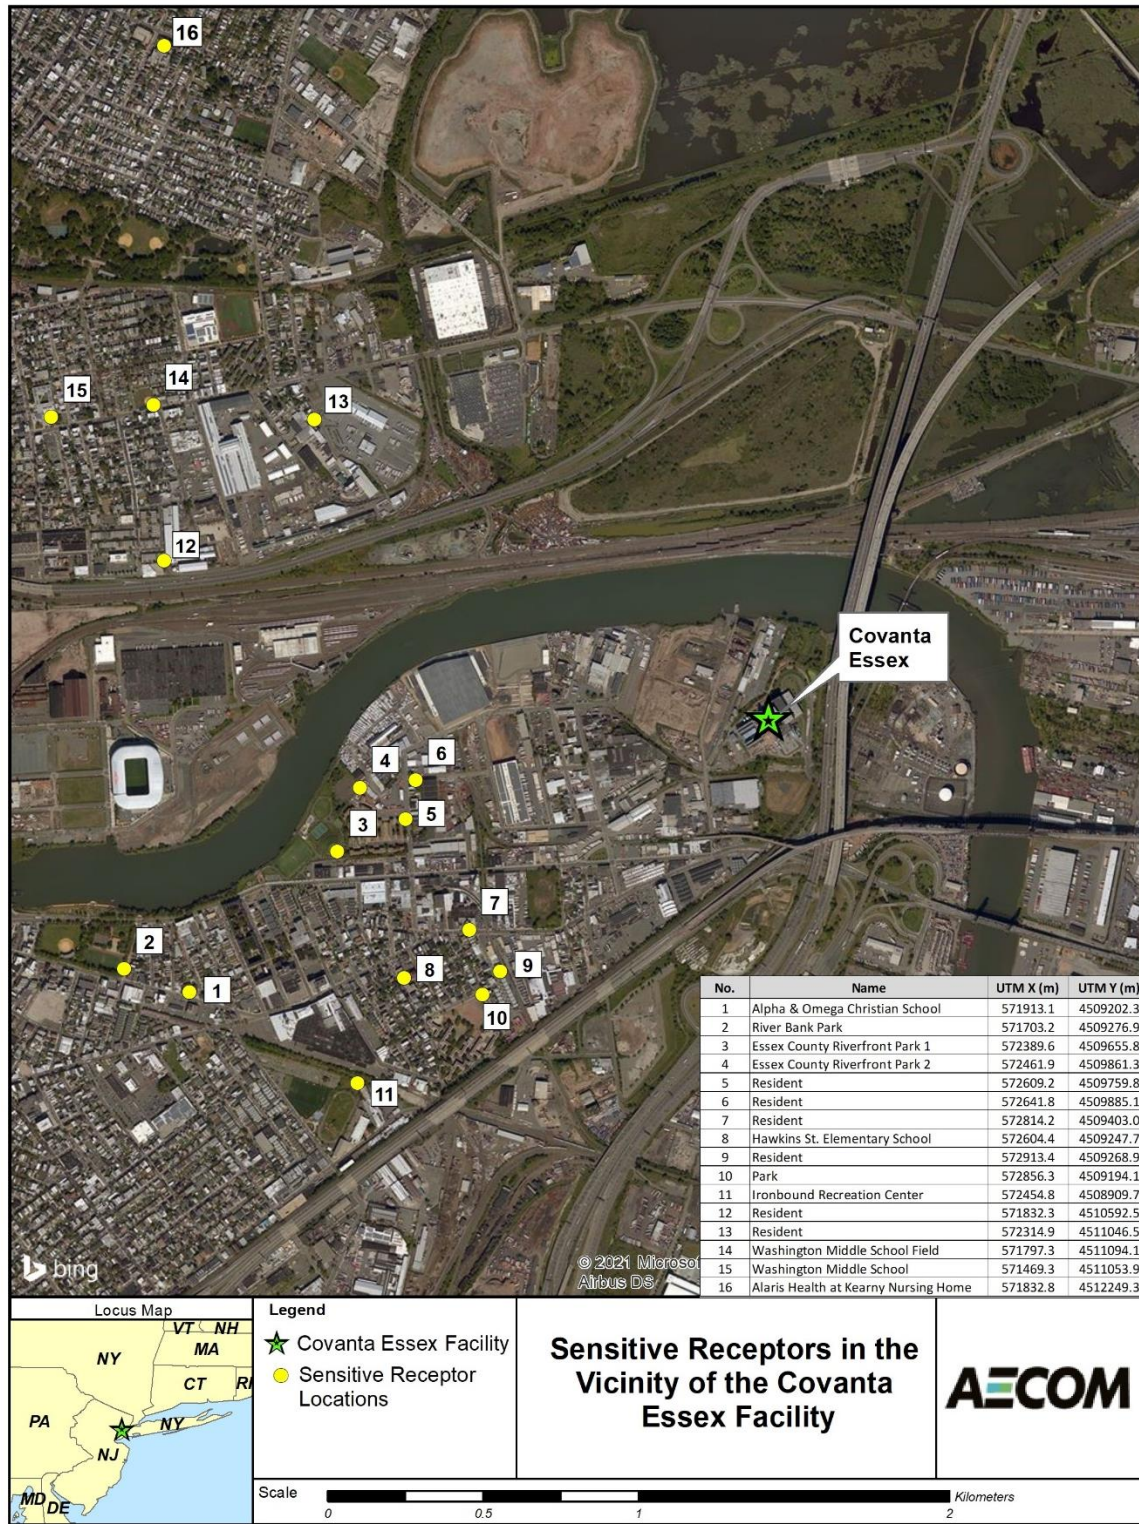 16
15
14
13
12
Covanta
Essex
4
6
3
5
7
2
1
8
9
10
11
No. Name UTM X (m) UTM Y (m)
1 Alpha & Omega Christian School 571913.1 4509202.3
2 River Bank Park 571703.2 4509276.9
3 Essex County Riverfront Park 1 572389.6 4509655.8
4 Essex County Riverfront Park 2 572461.9 4509861.3
5 Resident 572609.2 4509759.8
6 Resident 572641.8 4509885.1
7 Resident 572814.2 4509403.0
8 Hawkins St. Elementary School 572604.4 4509247.7
9 Resident 572913.4 4509268.9
10 Park 572856.3 4509194.1
11 Ironbound Recreation Center 572454.8 4508909.7
12 Resident 571832.3 4510592.5
13 Resident 572314.9 4511046.5
14 Washington Middle School Field 571797.3 4511094.1
15 Washington Middle School 571469.3 4511053.9
16 Alaris Health at Kearny Nursing Home 571832.8 4512249.3
bing
© 2021 Microsof
Airbus DS
Locus Map
VT NH
NY MA
CT RI
PA NY
NJ
MD DE
Legend
Covanta Essex Facility
Sensitive Receptor
Locations
Sensitive Receptors in the
Vicinity of the Covanta
Essex Facility
AECOM
Scale
Kilometers
0 0.5 1 2